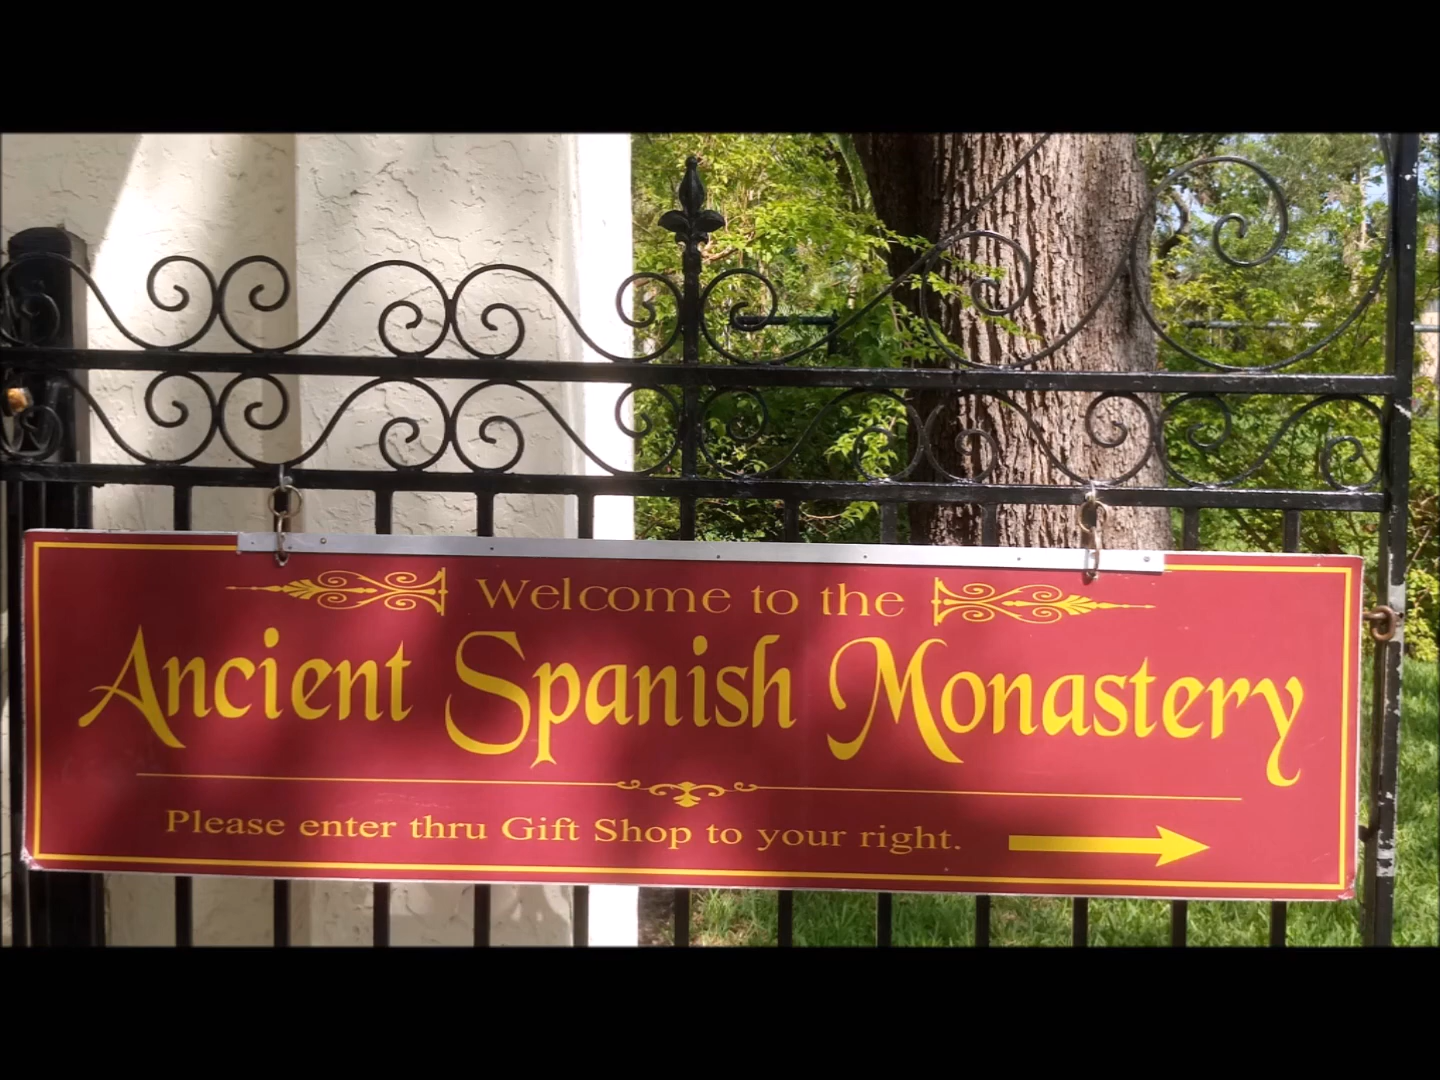 Welcome to the
Ancient Spanish Monastery
Please enter thru Gift Shop to your right.